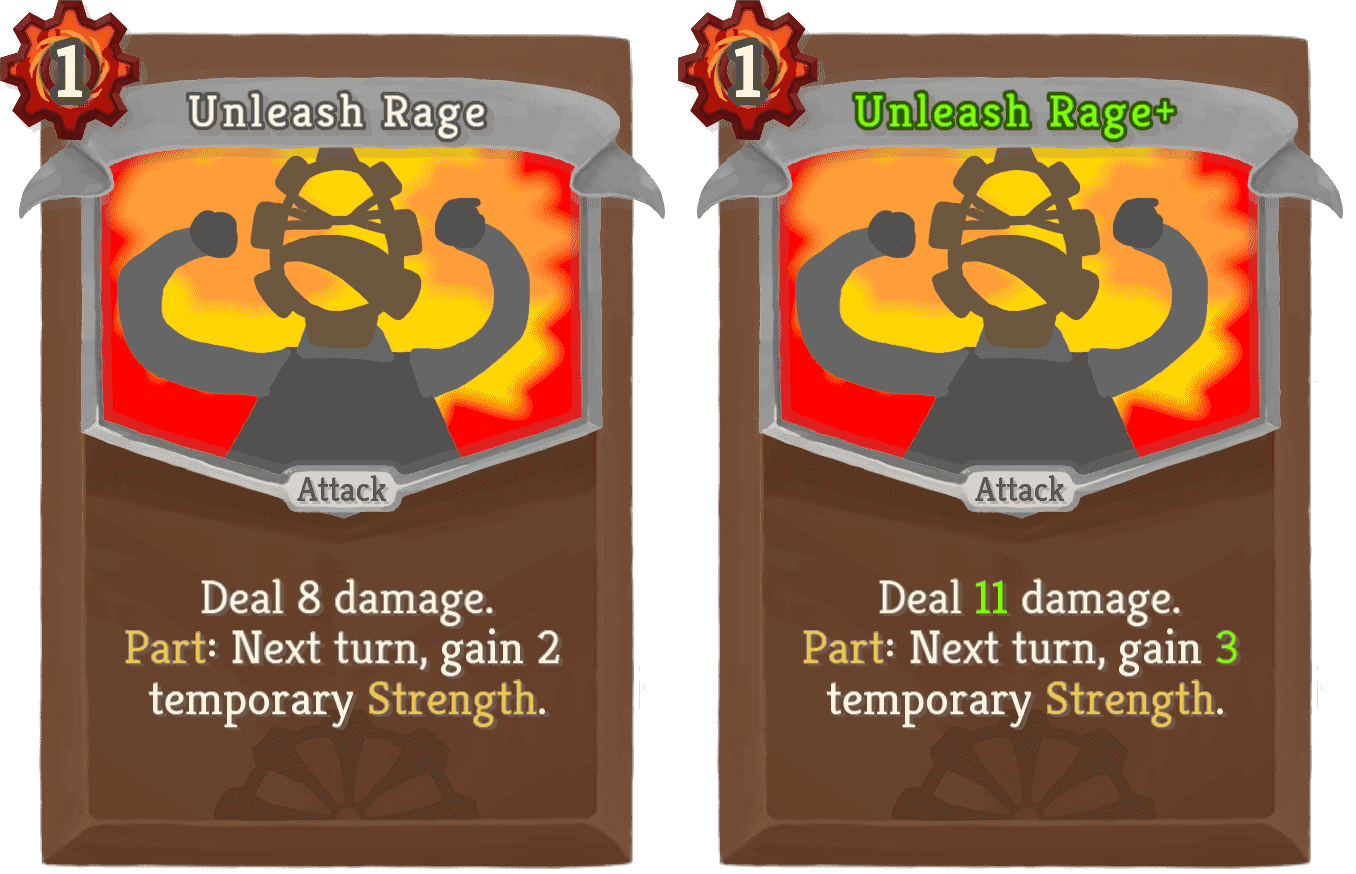 1
Unleash Rage
Attack
Deal 8 damage.
Part: Next turn, gain 2
temporary Strength.
1
Unleash Rage+
Attack
Deal 11 damage.
Part: Next turn, gain 3
temporary Strength.